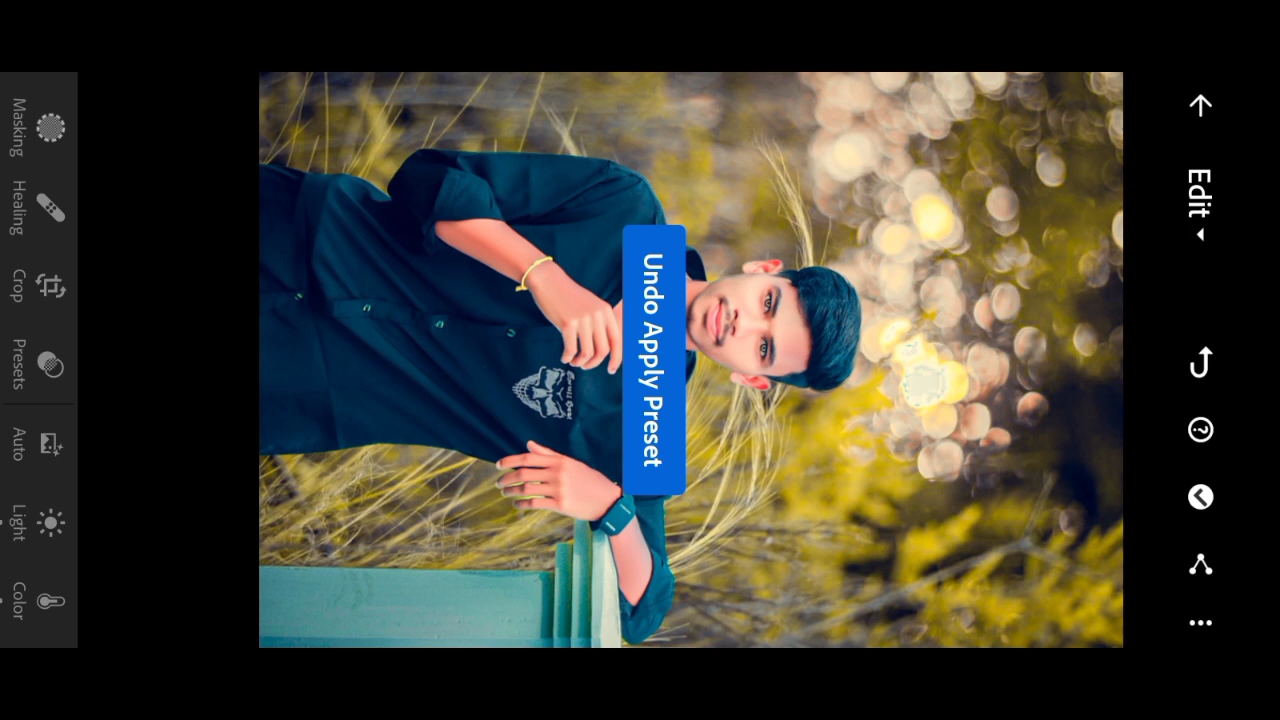 Edit
Undo Apply Preset
Masking
Healing
Crop
Presets
Auto
Light
Color